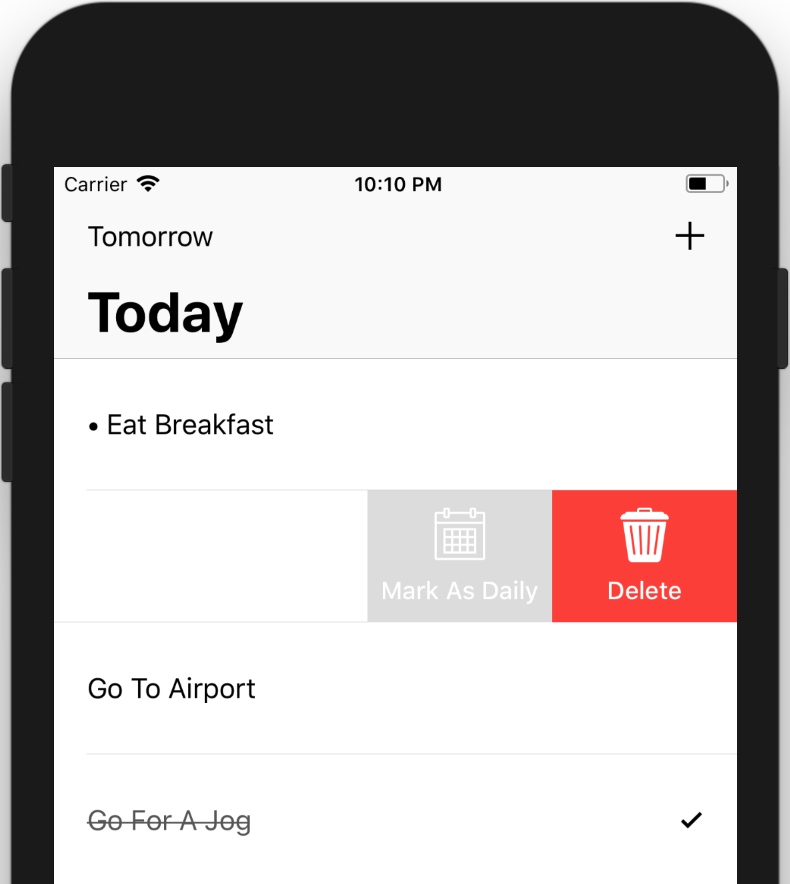 Carrier 10:10 PM
Tomorrow
Today
• Eat Breakfast
Mark As Daily Delete
Go To Airport
Go For A Jog